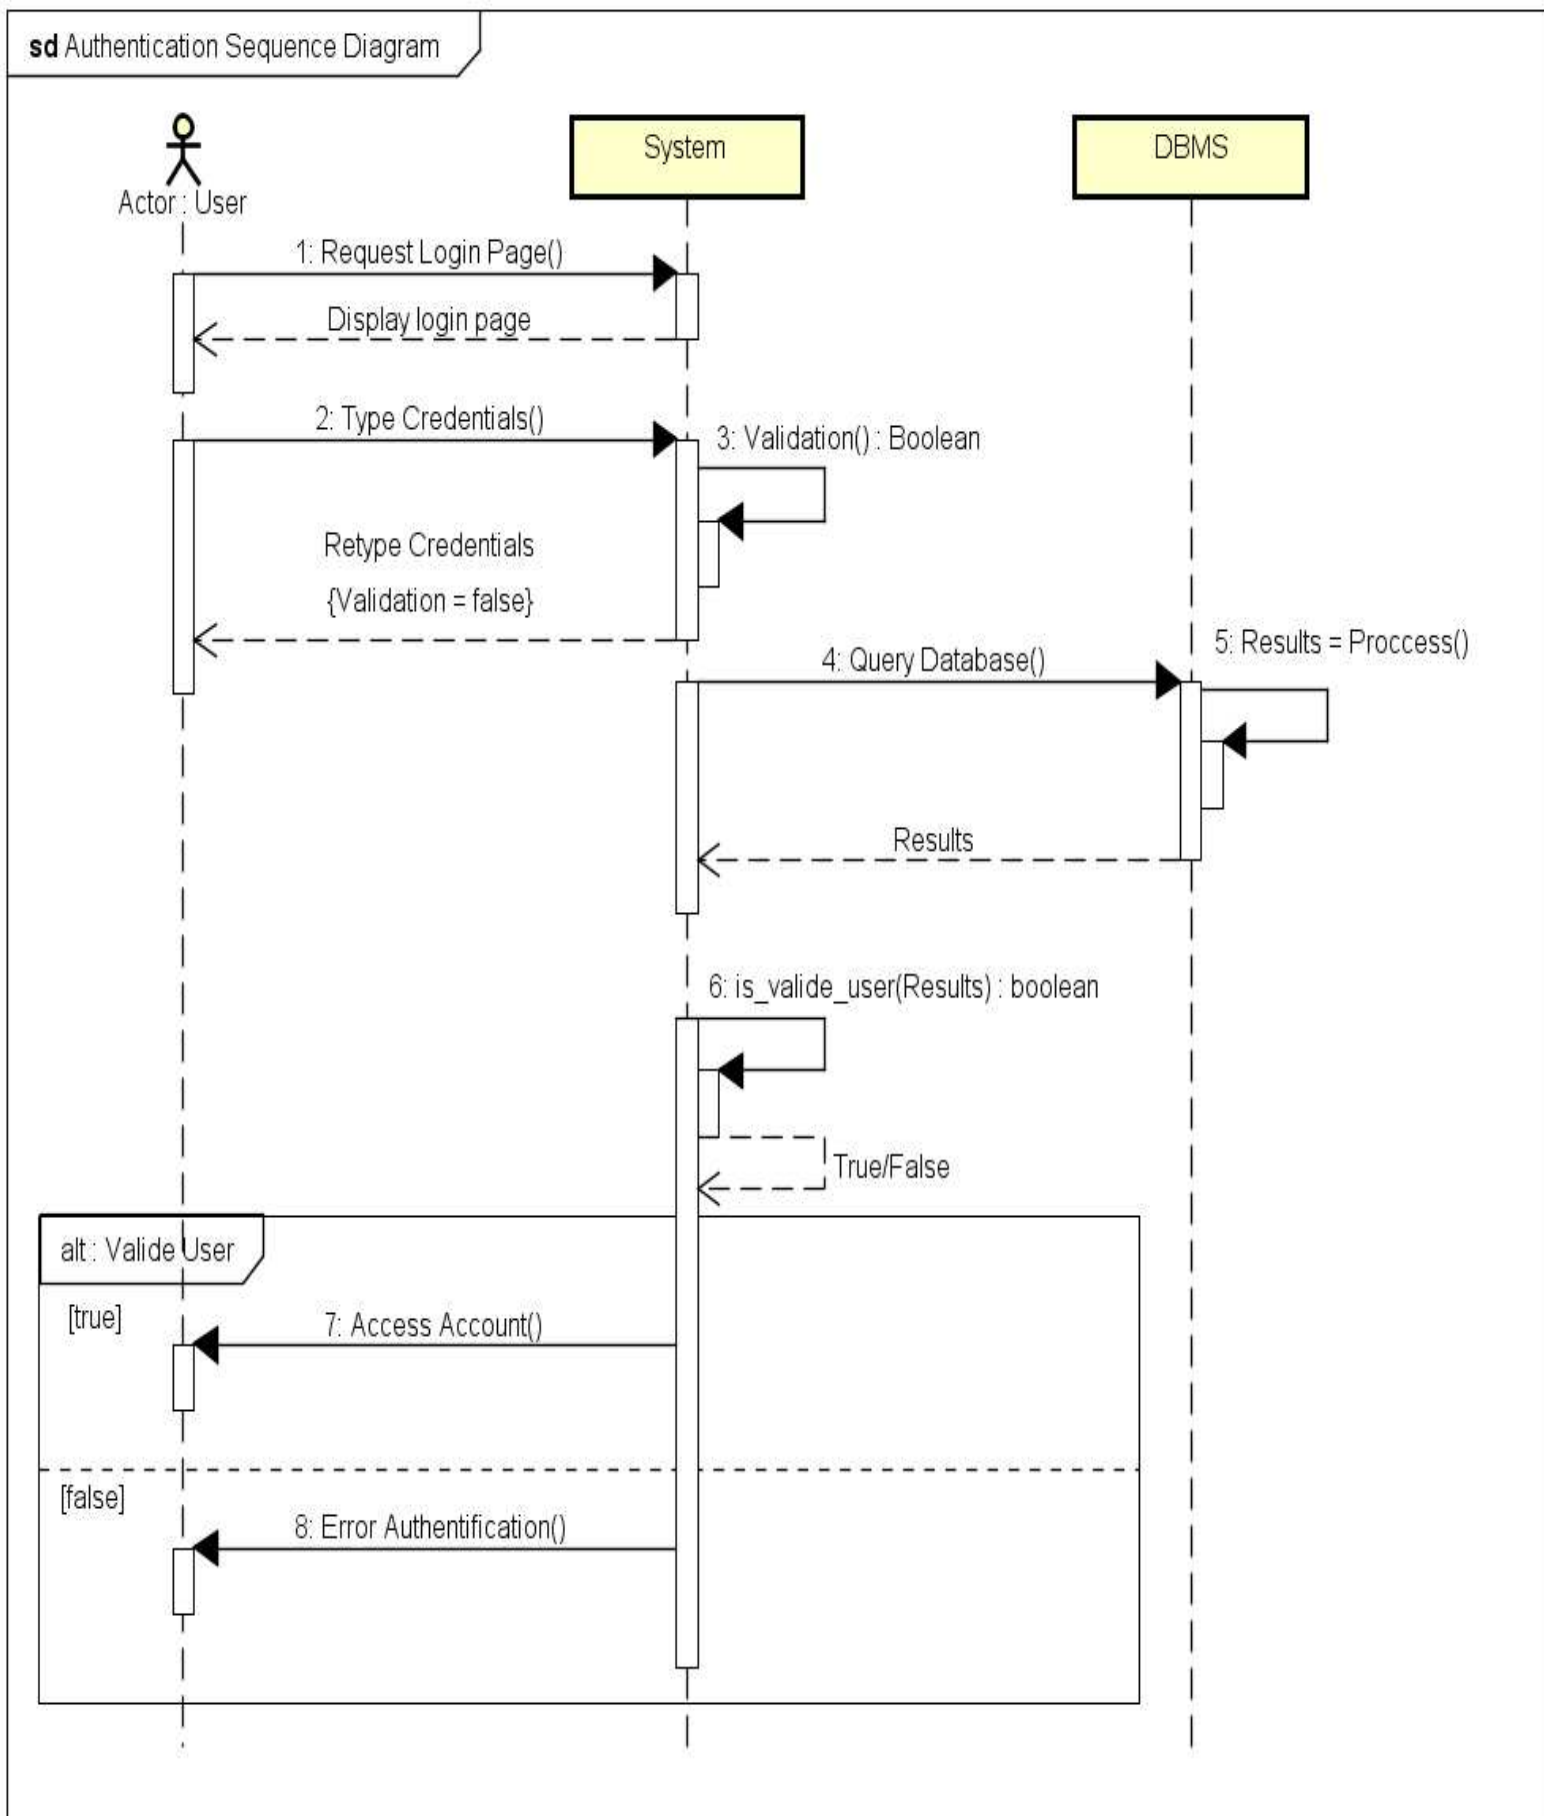 sd Authentication Sequence Diagram
System
DBMS
Actor : User
1: Request Login Page()
Display login page
2: Type Credentials()
3: Validation() : Boolean
Retype Credentials
{Validation = false}
5: Results = Proccess()
4: Query Database()
Results
6: is_valide_user(Results) : boolean
True/False
alt : Valide User
[true]
7: Access Account()
[false]
8: Error Authentification()